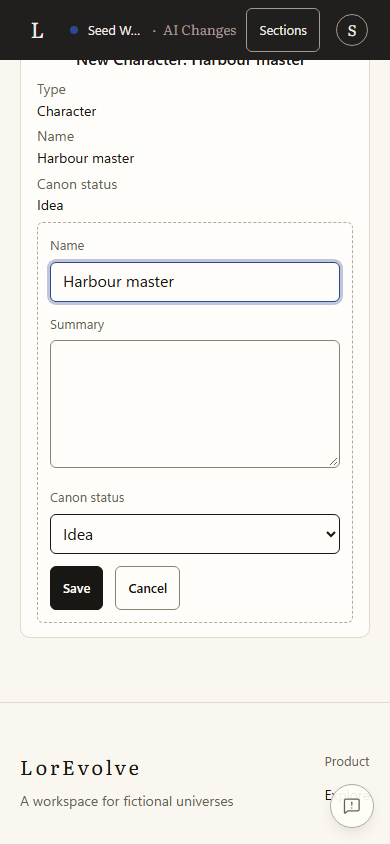 L
Seed W... · AI Changes
Sections
S
New Character: Harbour master
Type
Character
Name
Harbour master
Canon status
Idea
Name
Harbour master
Summary
Canon status
Idea
Save
Cancel
LorEvolve
A workspace for fictional universes
Product